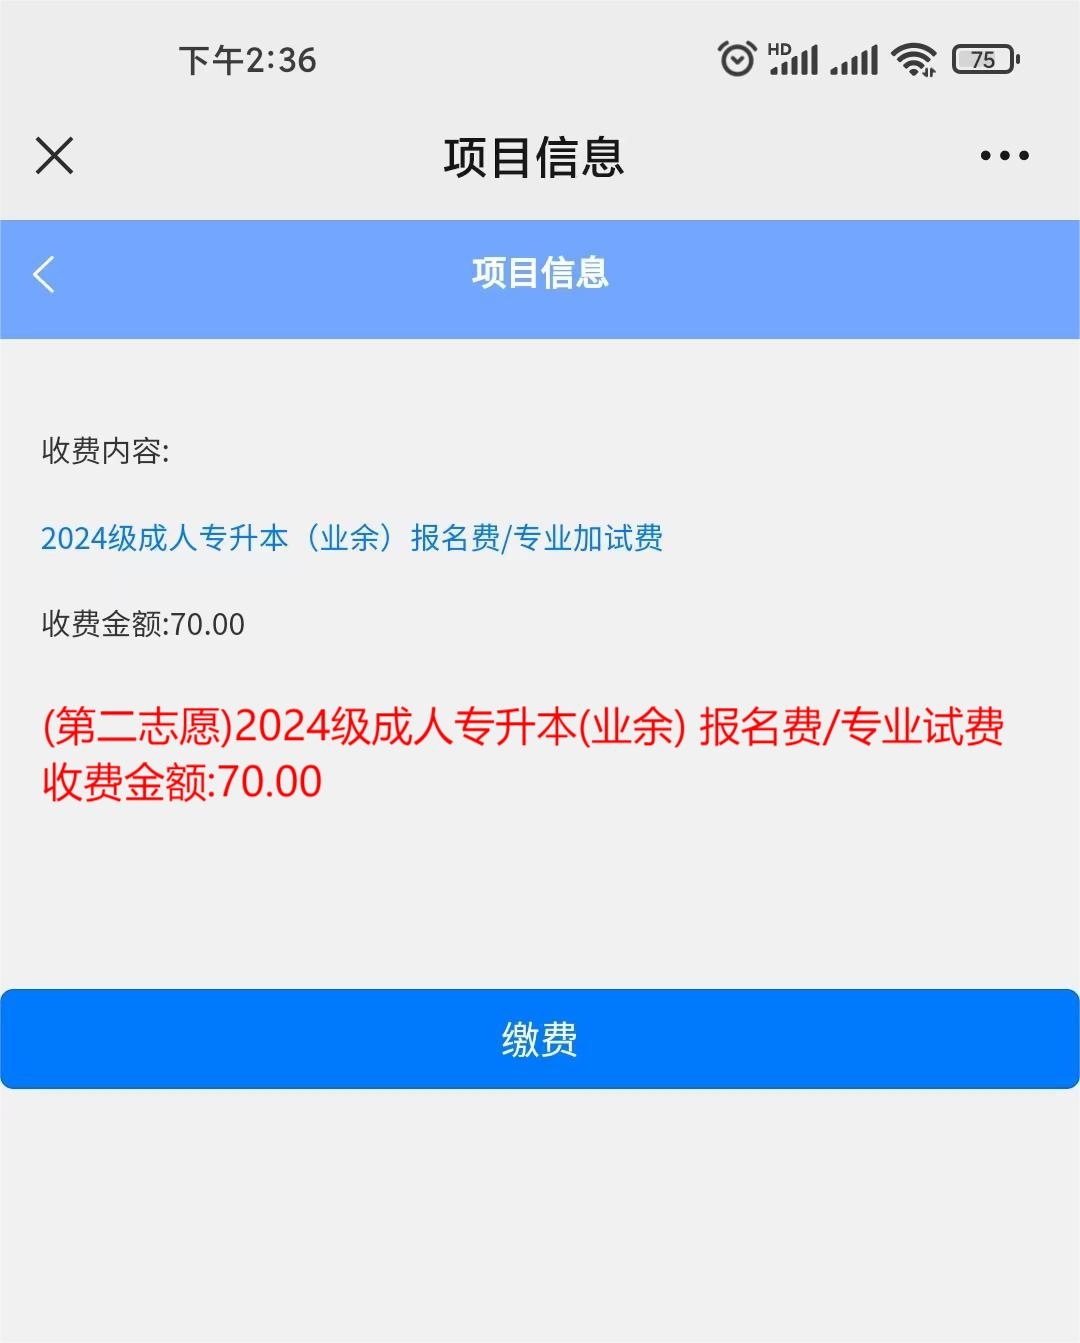 下午2:36
HD
75
项目信息
项目信息
收费内容:
2024级成人专升本（业余）报名费/专业加试费
收费金额:70.00
(第二志愿)2024级成人专升本(业余) 报名费/专业试费
收费金额:70.00
缴费